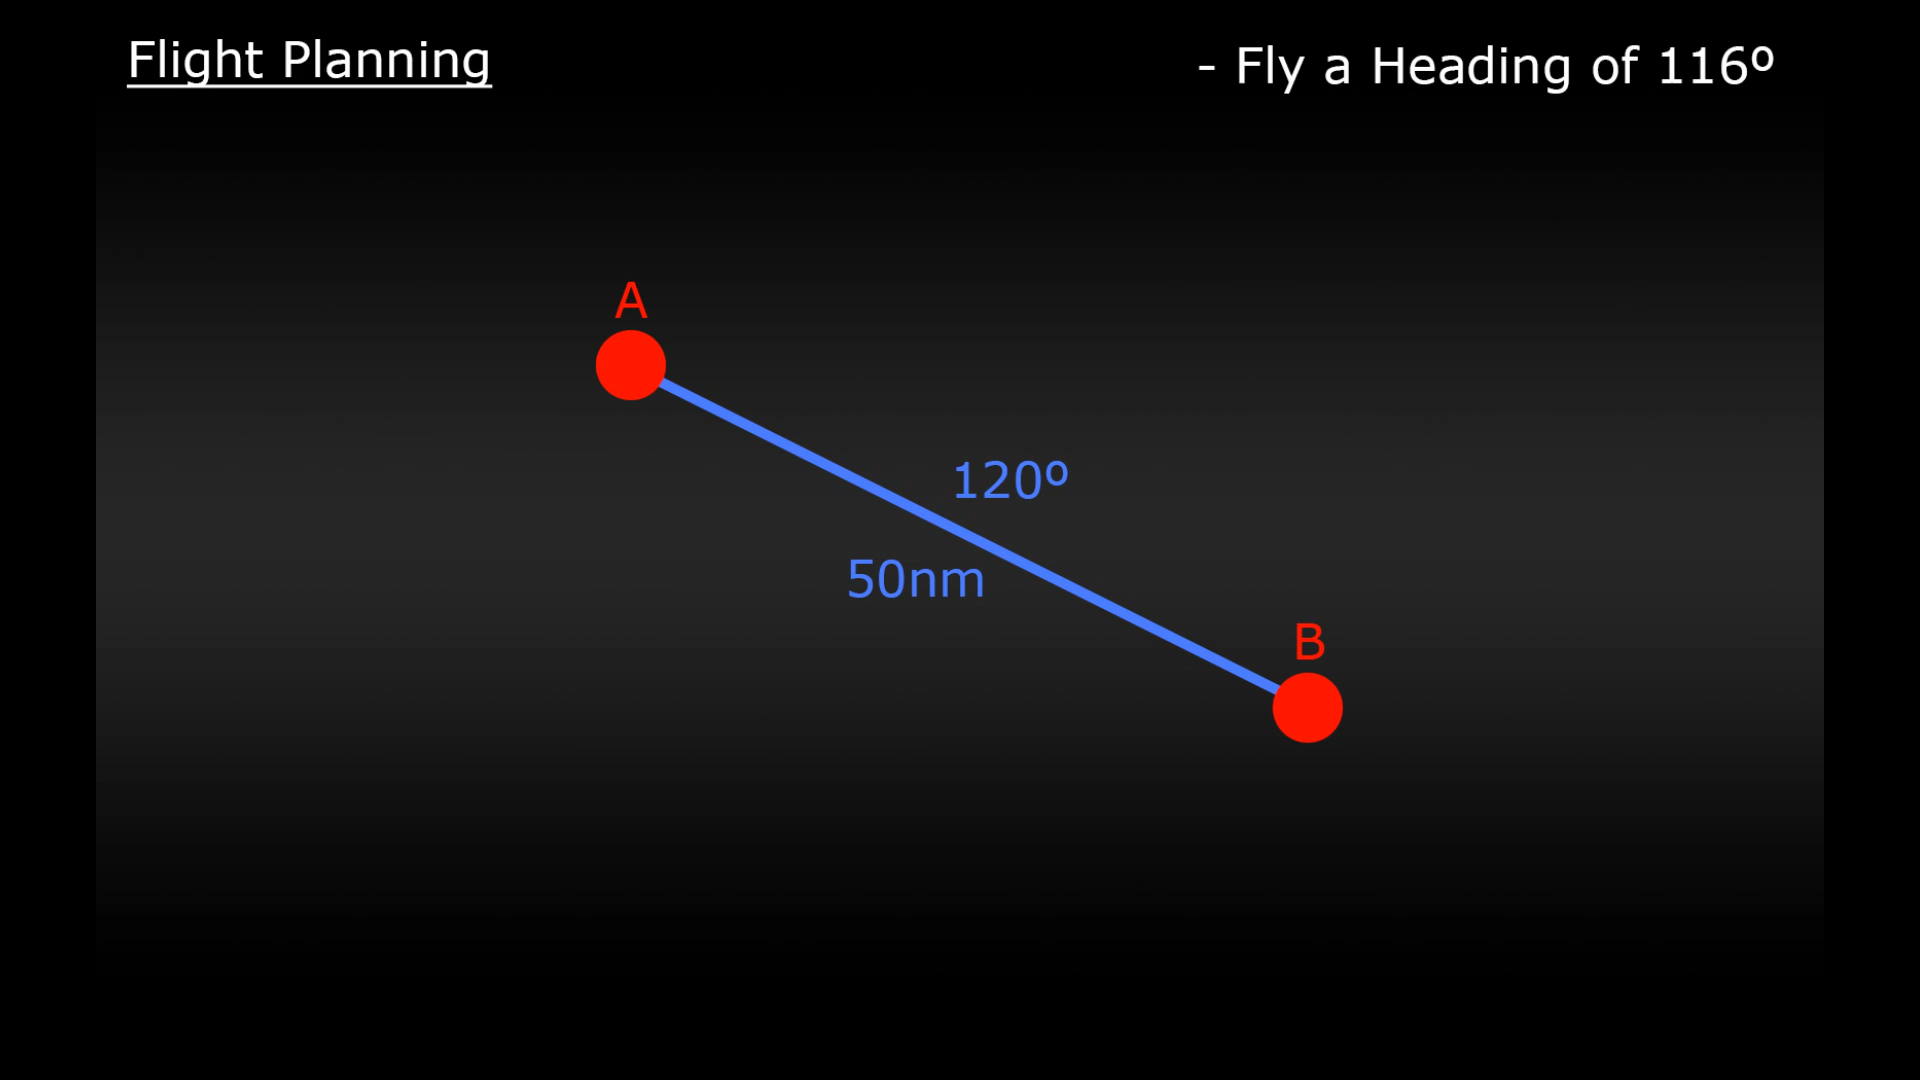 Flight Planning
- Fly a Heading of 116º
A
120º
50nm
B